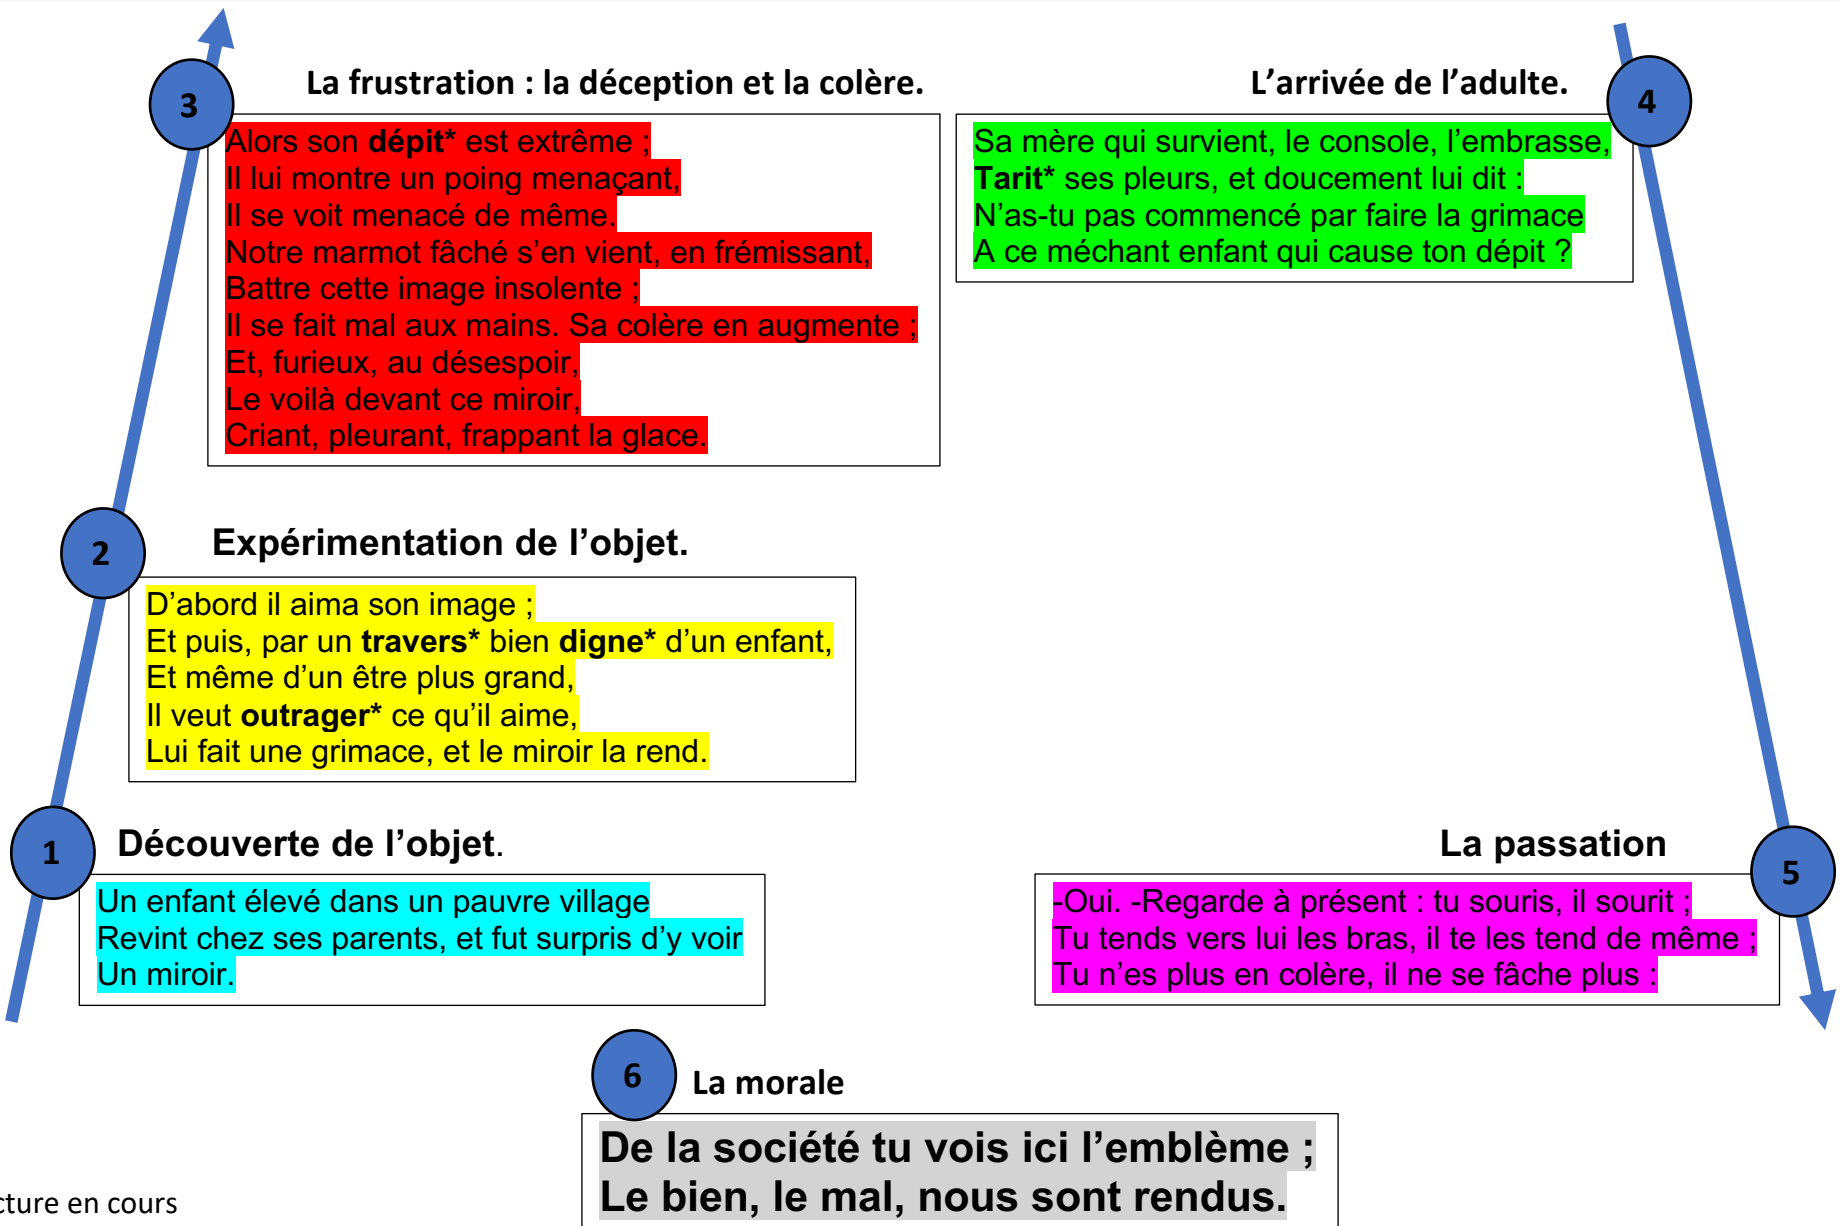 3
La frustration : la déception et la colère.
Alors son dépit* est extrême ;
Il lui montre un poing menaçant,
Il se voit menacé de même.
Notre marmot fâché s'en vient, en frémissant,
Battre cette image insolente ;
Il se fait mal aux mains. Sa colère en augmente ;
Et, furieux, au désespoir,
Le voilà devant ce miroir,
Criant, pleurant, frappant la glace.
L'arrivée de l'adulte.
4
Sa mère qui survient, le console, l'embrasse,
Tarit* ses pleurs, et doucement lui dit :
N'as-tu pas commencé par faire la grimace
A ce méchant enfant qui cause ton dépit ?
2
Expérimentation de l'objet.
D'abord il aima son image ;
Et puis, par un travers* bien digne* d'un enfant,
Et même d'un être plus grand,
Il veut outrager* ce qu'il aime,
Lui fait une grimace, et le miroir la rend.
1
Découverte de l'objet.
Un enfant élevé dans un pauvre village
Revint chez ses parents, et fut surpris d'y voir
Un miroir.
La passation
5
-Oui. -Regarde à présent : tu souris, il sourit ;
Tu tends vers lui les bras, il te les tend de même ;
Tu n'es plus en colère, il ne se fâche plus :
6
La morale
De la société tu vois ici l'emblème ;
Le bien, le mal, nous sont rendus.
cture en cours